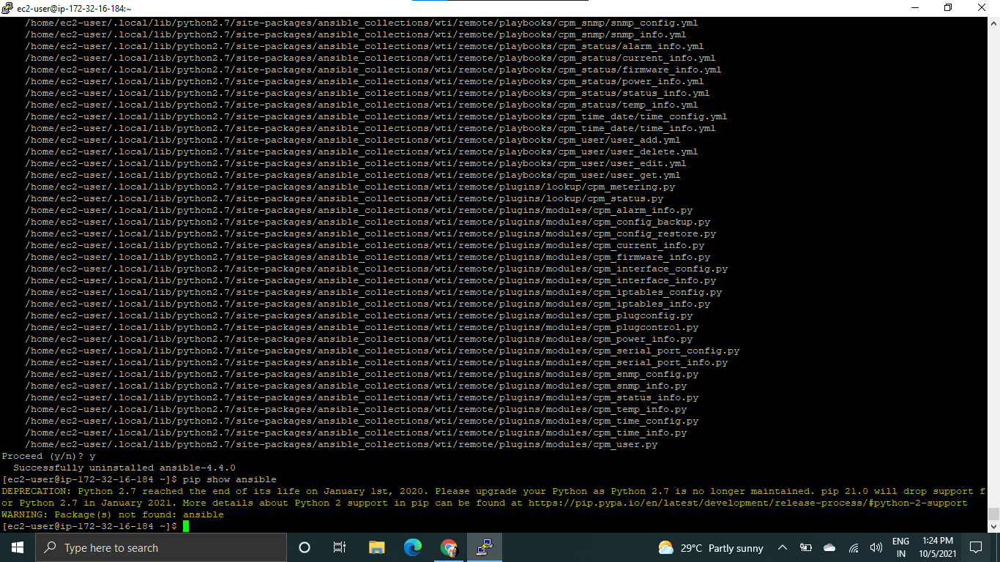 ec2-user@ip-172-32-16-184:~
/home/ec2-user/.local/lib/python2.7/site-packages/ansible_collections/wti/remote/playbooks/cpm_snmp/snmp_config.yml
/home/ec2-user/.local/lib/python2.7/site-packages/ansible_collections/wti/remote/playbooks/cpm_snmp/snmp_info.yml
/home/ec2-user/.local/lib/python2.7/site-packages/ansible_collections/wti/remote/playbooks/cpm_status/alarm_info.yml
/home/ec2-user/.local/lib/python2.7/site-packages/ansible_collections/wti/remote/playbooks/cpm_status/current_info.yml
/home/ec2-user/.local/lib/python2.7/site-packages/ansible_collections/wti/remote/playbooks/cpm_status/firmware_info.yml
/home/ec2-user/.local/lib/python2.7/site-packages/ansible_collections/wti/remote/playbooks/cpm_status/power_info.yml
/home/ec2-user/.local/lib/python2.7/site-packages/ansible_collections/wti/remote/playbooks/cpm_status/status_info.yml
/home/ec2-user/.local/lib/python2.7/site-packages/ansible_collections/wti/remote/playbooks/cpm_status/temp_info.yml
/home/ec2-user/.local/lib/python2.7/site-packages/ansible_collections/wti/remote/playbooks/cpm_time_date/time_config.yml
/home/ec2-user/.local/lib/python2.7/site-packages/ansible_collections/wti/remote/playbooks/cpm_time_date/time_info.yml
/home/ec2-user/.local/lib/python2.7/site-packages/ansible_collections/wti/remote/playbooks/cpm_user/user_add.yml
/home/ec2-user/.local/lib/python2.7/site-packages/ansible_collections/wti/remote/playbooks/cpm_user/user_delete.yml
/home/ec2-user/.local/lib/python2.7/site-packages/ansible_collections/wti/remote/playbooks/cpm_user/user_edit.yml
/home/ec2-user/.local/lib/python2.7/site-packages/ansible_collections/wti/remote/playbooks/cpm_user/user_get.yml
/home/ec2-user/.local/lib/python2.7/site-packages/ansible_collections/wti/remote/plugins/lookup/cpm_metering.py
/home/ec2-user/.local/lib/python2.7/site-packages/ansible_collections/wti/remote/plugins/lookup/cpm_status.py
/home/ec2-user/.local/lib/python2.7/site-packages/ansible_collections/wti/remote/plugins/modules/cpm_alarm_info.py
/home/ec2-user/.local/lib/python2.7/site-packages/ansible_collections/wti/remote/plugins/modules/cpm_config_backup.py
/home/ec2-user/.local/lib/python2.7/site-packages/ansible_collections/wti/remote/plugins/modules/cpm_config_restore.py
/home/ec2-user/.local/lib/python2.7/site-packages/ansible_collections/wti/remote/plugins/modules/cpm_current_info.py
/home/ec2-user/.local/lib/python2.7/site-packages/ansible_collections/wti/remote/plugins/modules/cpm_firmware_info.py
/home/ec2-user/.local/lib/python2.7/site-packages/ansible_collections/wti/remote/plugins/modules/cpm_interface_config.py
/home/ec2-user/.local/lib/python2.7/site-packages/ansible_collections/wti/remote/plugins/modules/cpm_interface_info.py
/home/ec2-user/.local/lib/python2.7/site-packages/ansible_collections/wti/remote/plugins/modules/cpm_iptables_config.py
/home/ec2-user/.local/lib/python2.7/site-packages/ansible_collections/wti/remote/plugins/modules/cpm_iptables_info.py
/home/ec2-user/.local/lib/python2.7/site-packages/ansible_collections/wti/remote/plugins/modules/cpm_plugconfig.py
/home/ec2-user/.local/lib/python2.7/site-packages/ansible_collections/wti/remote/plugins/modules/cpm_plugcontrol.py
/home/ec2-user/.local/lib/python2.7/site-packages/ansible_collections/wti/remote/plugins/modules/cpm_power_info.py
/home/ec2-user/.local/lib/python2.7/site-packages/ansible_collections/wti/remote/plugins/modules/cpm_serial_port_config.py
/home/ec2-user/.local/lib/python2.7/site-packages/ansible_collections/wti/remote/plugins/modules/cpm_serial_port_info.py
/home/ec2-user/.local/lib/python2.7/site-packages/ansible_collections/wti/remote/plugins/modules/cpm_snmp_config.py
/home/ec2-user/.local/lib/python2.7/site-packages/ansible_collections/wti/remote/plugins/modules/cpm_snmp_info.py
/home/ec2-user/.local/lib/python2.7/site-packages/ansible_collections/wti/remote/plugins/modules/cpm_status_info.py
/home/ec2-user/.local/lib/python2.7/site-packages/ansible_collections/wti/remote/plugins/modules/cpm_temp_info.py
/home/ec2-user/.local/lib/python2.7/site-packages/ansible_collections/wti/remote/plugins/modules/cpm_time_config.py
/home/ec2-user/.local/lib/python2.7/site-packages/ansible_collections/wti/remote/plugins/modules/cpm_time_info.py
/home/ec2-user/.local/lib/python2.7/site-packages/ansible_collections/wti/remote/plugins/modules/cpm_user.py
Proceed (y/n)? y
Successfully uninstalled ansible-4.4.0
[ec2-user@ip-172-32-16-184 ~]$ pip show ansible
DEPRECATION: Python 2.7 reached the end of its life on January 1st, 2020. Please upgrade your Python as Python 2.7 is no longer maintained. pip 21.0 will drop support f
or Python 2.7 in January 2021. More details about Python 2 support in pip can be found at https://pip.pypa.io/en/latest/development/release-process/#python-2-support
WARNING: Package(s) not found: ansible
[ec2-user@ip-172-32-16-184 ~]$
Type here to search
29°C Partly sunny
ENG
IN
1:24 PM
10/5/2021